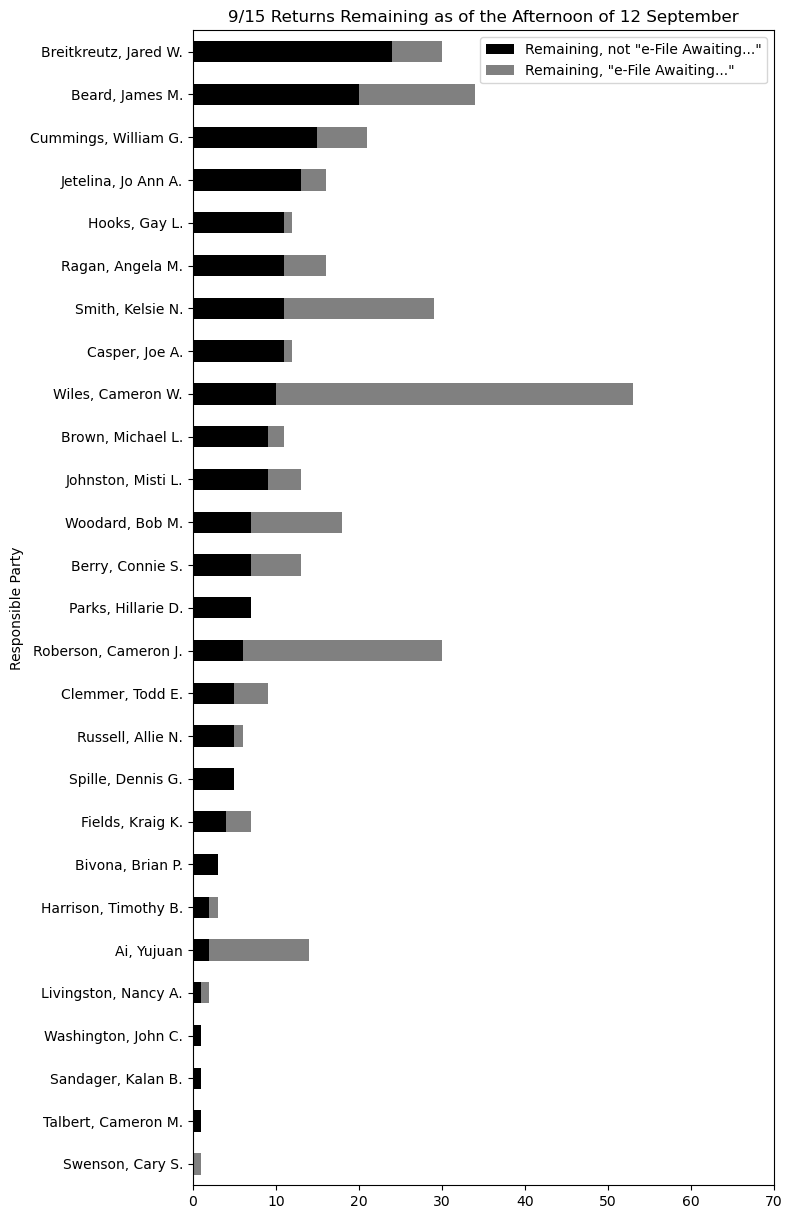 9/15 Returns Remaining as of the Afternoon of 12 September
Remaining, not "e-File Awaiting..."
Remaining, "e-File Awaiting..."
Responsible Party
Breitkreutz, Jared W.
Beard, James M.
Cummings, William G.
Jetelina, Jo Ann A.
Hooks, Gay L.
Ragan, Angela M.
Smith, Kelsie N.
Casper, Joe A.
Wiles, Cameron W.
Brown, Michael L.
Johnston, Misti L.
Woodard, Bob M.
Berry, Connie S.
Parks, Hillarie D.
Roberson, Cameron J.
Clemmer, Todd E.
Russell, Allie N.
Spille, Dennis G.
Fields, Kraig K.
Bivona, Brian P.
Harrison, Timothy B.
Ai, Yujuan
Livingston, Nancy A.
Washington, John C.
Sandager, Kalan B.
Talbert, Cameron M.
Swenson, Cary S.
0 10 20 30 40 50 60 70